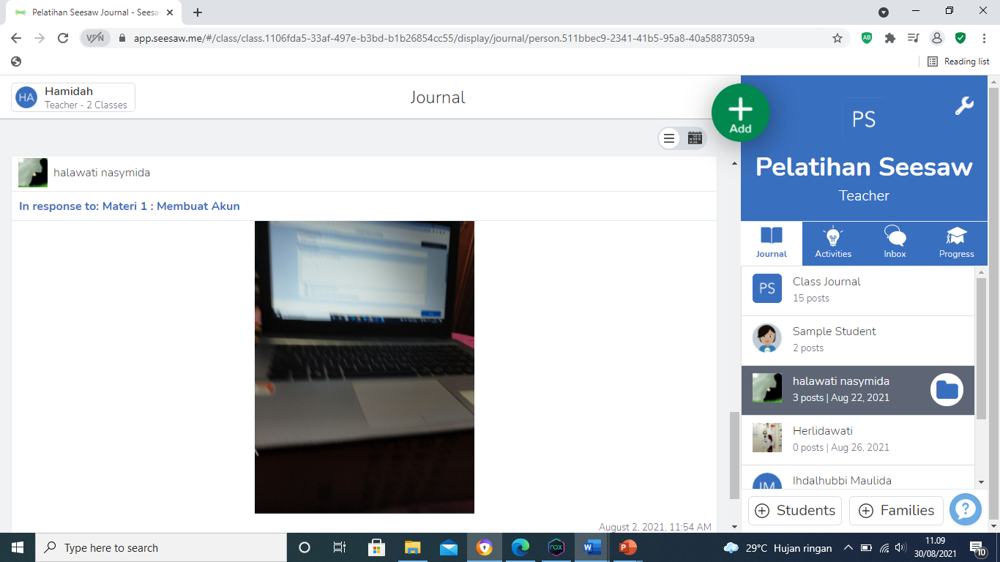 Pelatihan Seesaw Journal - Seesa
VPN
app.seesaw.me/#/class/class.1106fda5-33af-497e-b3bd-b1b26854cc55/display/journal/person.511bbec9-2341-41b5-95a8-40a58873059a
Reading list
HA
Hamidah
Teacher - 2 Classes
Journal
Add
PS
Pelatihan Seesaw
Teacher
Journal
Activities
Inbox
Progress
halawati nasymida
In response to: Materi 1 : Membuat Akun
August 2, 2021, 11:54 AM
PS
Class Journal
15 posts
Sample Student
2 posts
halawati nasymida
3 posts | Aug 22, 2021
Herlidawati
0 posts | Aug 26, 2021
IM
Ihdalhubbi Maulida
Students
Families
?
Type here to search
nox
29°C Hujan ringan
11.09
30/08/2021
10